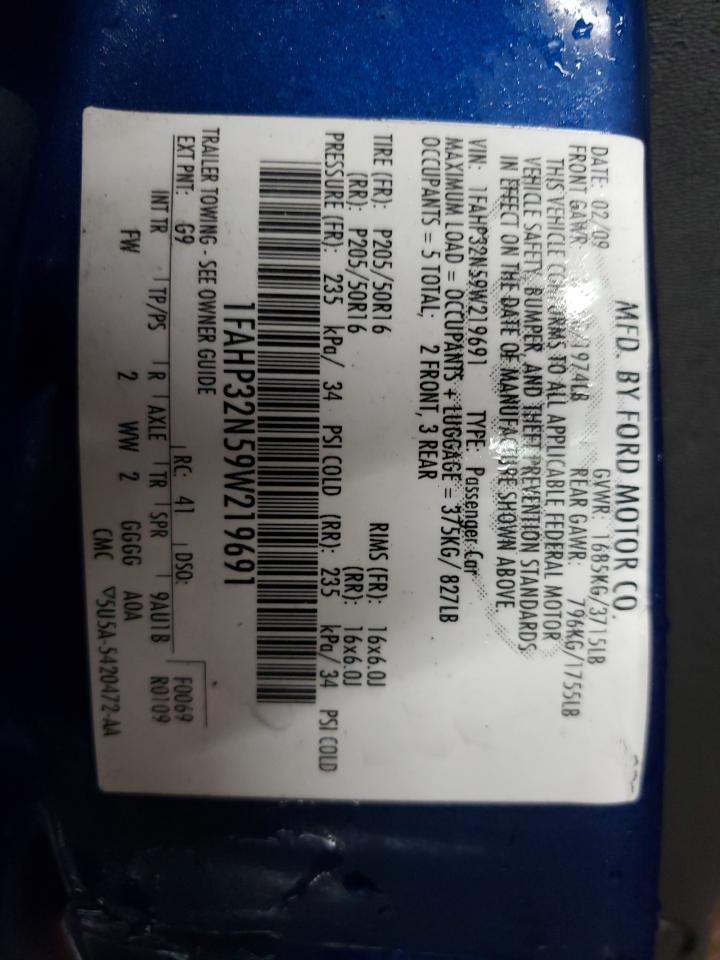 MFD. BY FORD MOTOR CO.
DATE: 02/09 GVWR: 1685KG/3715LB
FRONT GAWR: 1974LB REAR GAWR: 796KG/1755LB
THIS VEHICLE CONFORMS TO ALL APPLICABLE FEDERAL MOTOR
VEHICLE SAFETY, BUMPER, AND THEFT PREVENTION STANDARDS
IN EFFECT ON THE DATE OF MANUFACTURE SHOWN ABOVE.
VIN: 1FAHP32N59W219691 TYPE: Passenger Car
MAXIMUM LOAD = OCCUPANTS + LUGGAGE = 375KG/ 827LB
OCCUPANTS = 5 TOTAL, 2 FRONT, 3 REAR
TIRE (FR): P205/50R16 RIMS (FR): 16x6.0J
(RR): P205/50R16 (RR): 16x6.0J
PRESSURE (FR): 235 kPa/ 34 PSI COLD (RR): 235 kPa/ 34 PSI COLD
1FAHP32N59W219691
TRAILER TOWING - SEE OWNER GUIDE
EXT PNT: G9 RC: 41 DSO: F0069
R0109
INT TR TP/PS R AXLE TR SPR 9AU1B
FW 2 WW 2 GGGG A0A
CMC ▽5U5A-5420472-AA